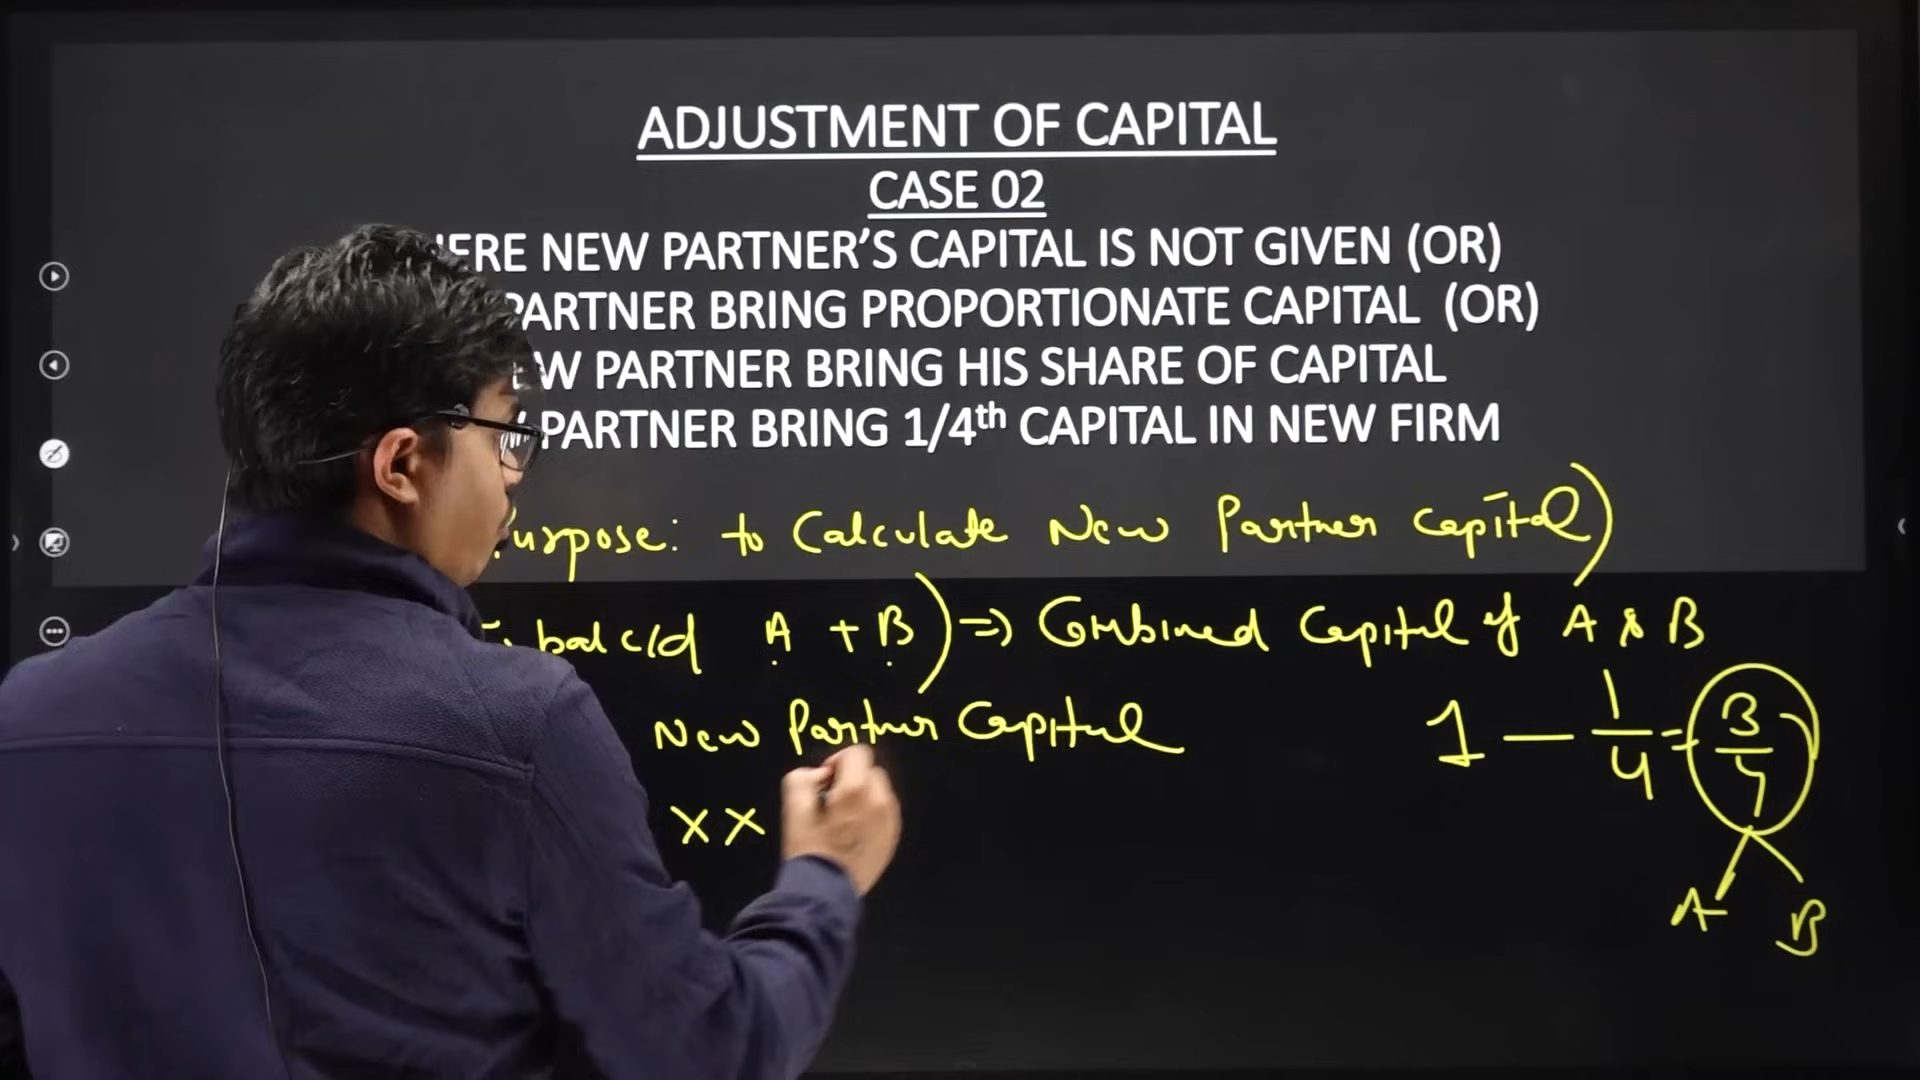 ADJUSTMENT OF CAPITAL
CASE 02
NEW PARTNER’S CAPITAL IS NOT GIVEN (OR)
PARTNER BRING PROPORTIONATE CAPITAL (OR)
PARTNER BRING HIS SHARE OF CAPITAL
PARTNER BRING 1/4th CAPITAL IN NEW FIRM
to Calculate New Partner Capital)
bal c/d A + B) => Combined Capital of A & B
New Partner Capital
1 - 1/4 = 3/4
XX
A B